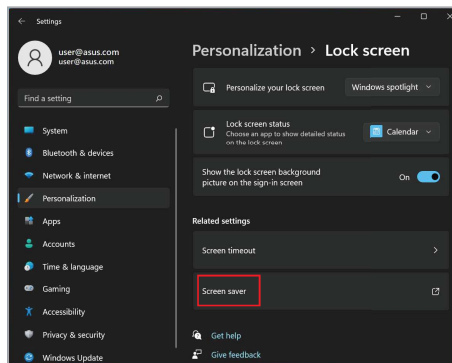 Settings
user@asus.com
user@asus.com
Find a setting
System
Bluetooth & devices
Network & internet
Personalization
Apps
Accounts
Time & language
Gaming
Accessibility
Privacy & security
Windows Update
Personalization > Lock screen
Personalize your lock screen
Windows spotlight
Lock screen status
Choose an app to show detailed status
on the lock screen
Calendar
Show the lock screen background
picture on the sign-in screen
On
Related settings
Screen timeout
Screen saver
Get help
Give feedback